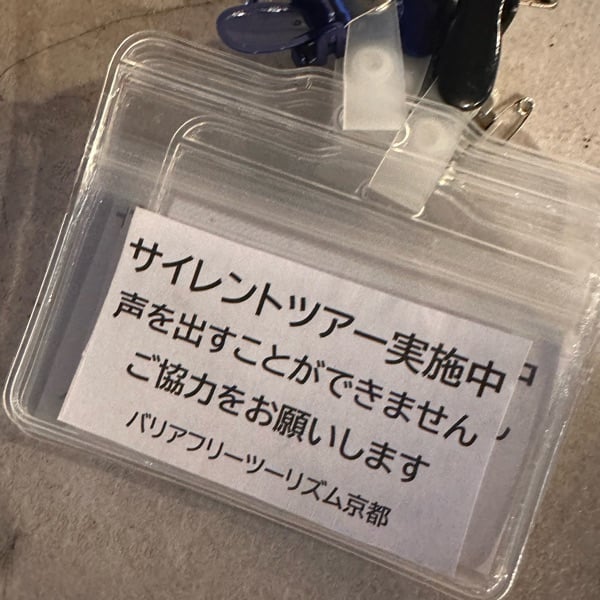 サイレントツアー実施中
声を出すことができません
ご協力をお願いします
バリアフリーツーリズム京都